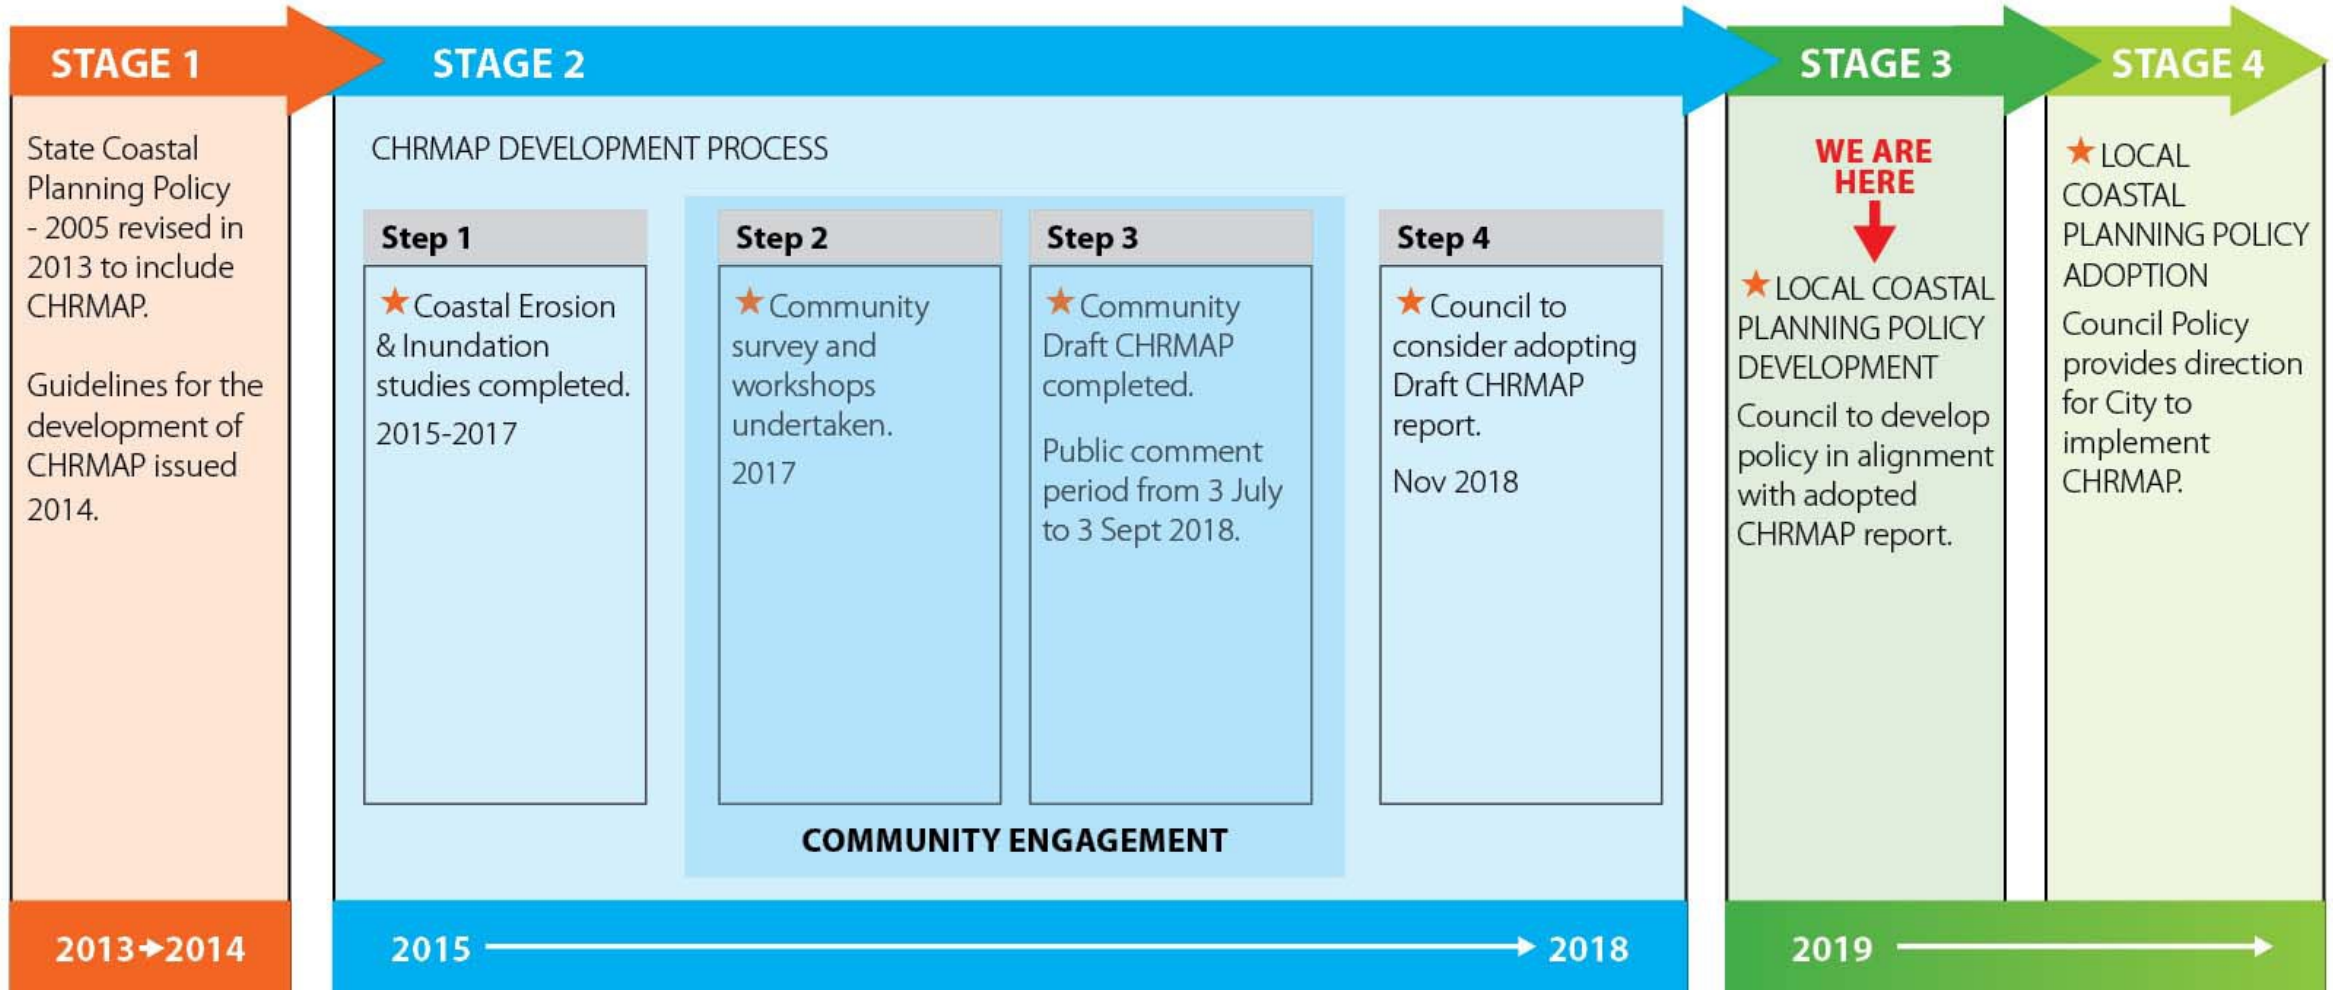 STAGE 1
State Coastal
Planning Policy
- 2005 revised in
2013 to include
CHRMAP.
Guidelines for the
development of
CHRMAP issued
2014.
2013→2014
STAGE 2
CHRMAP DEVELOPMENT PROCESS
Step 1
★ Coastal Erosion
& Inundation
studies completed.
2015-2017
Step 2
★ Community
survey and
workshops
undertaken.
2017
Step 3
★ Community
Draft CHRMAP
completed.
Public comment
period from 3 July
to 3 Sept 2018.
COMMUNITY ENGAGEMENT
Step 4
★ Council to
consider adopting
Draft CHRMAP
report.
Nov 2018
2015 → 2018
STAGE 3
WE ARE
HERE
★ LOCAL COASTAL
PLANNING POLICY
DEVELOPMENT
Council to develop
policy in alignment
with adopted
CHRMAP report.
STAGE 4
★ LOCAL
COASTAL
PLANNING POLICY
ADOPTION
Council Policy
provides direction
for City to
implement
CHRMAP.
2019 →